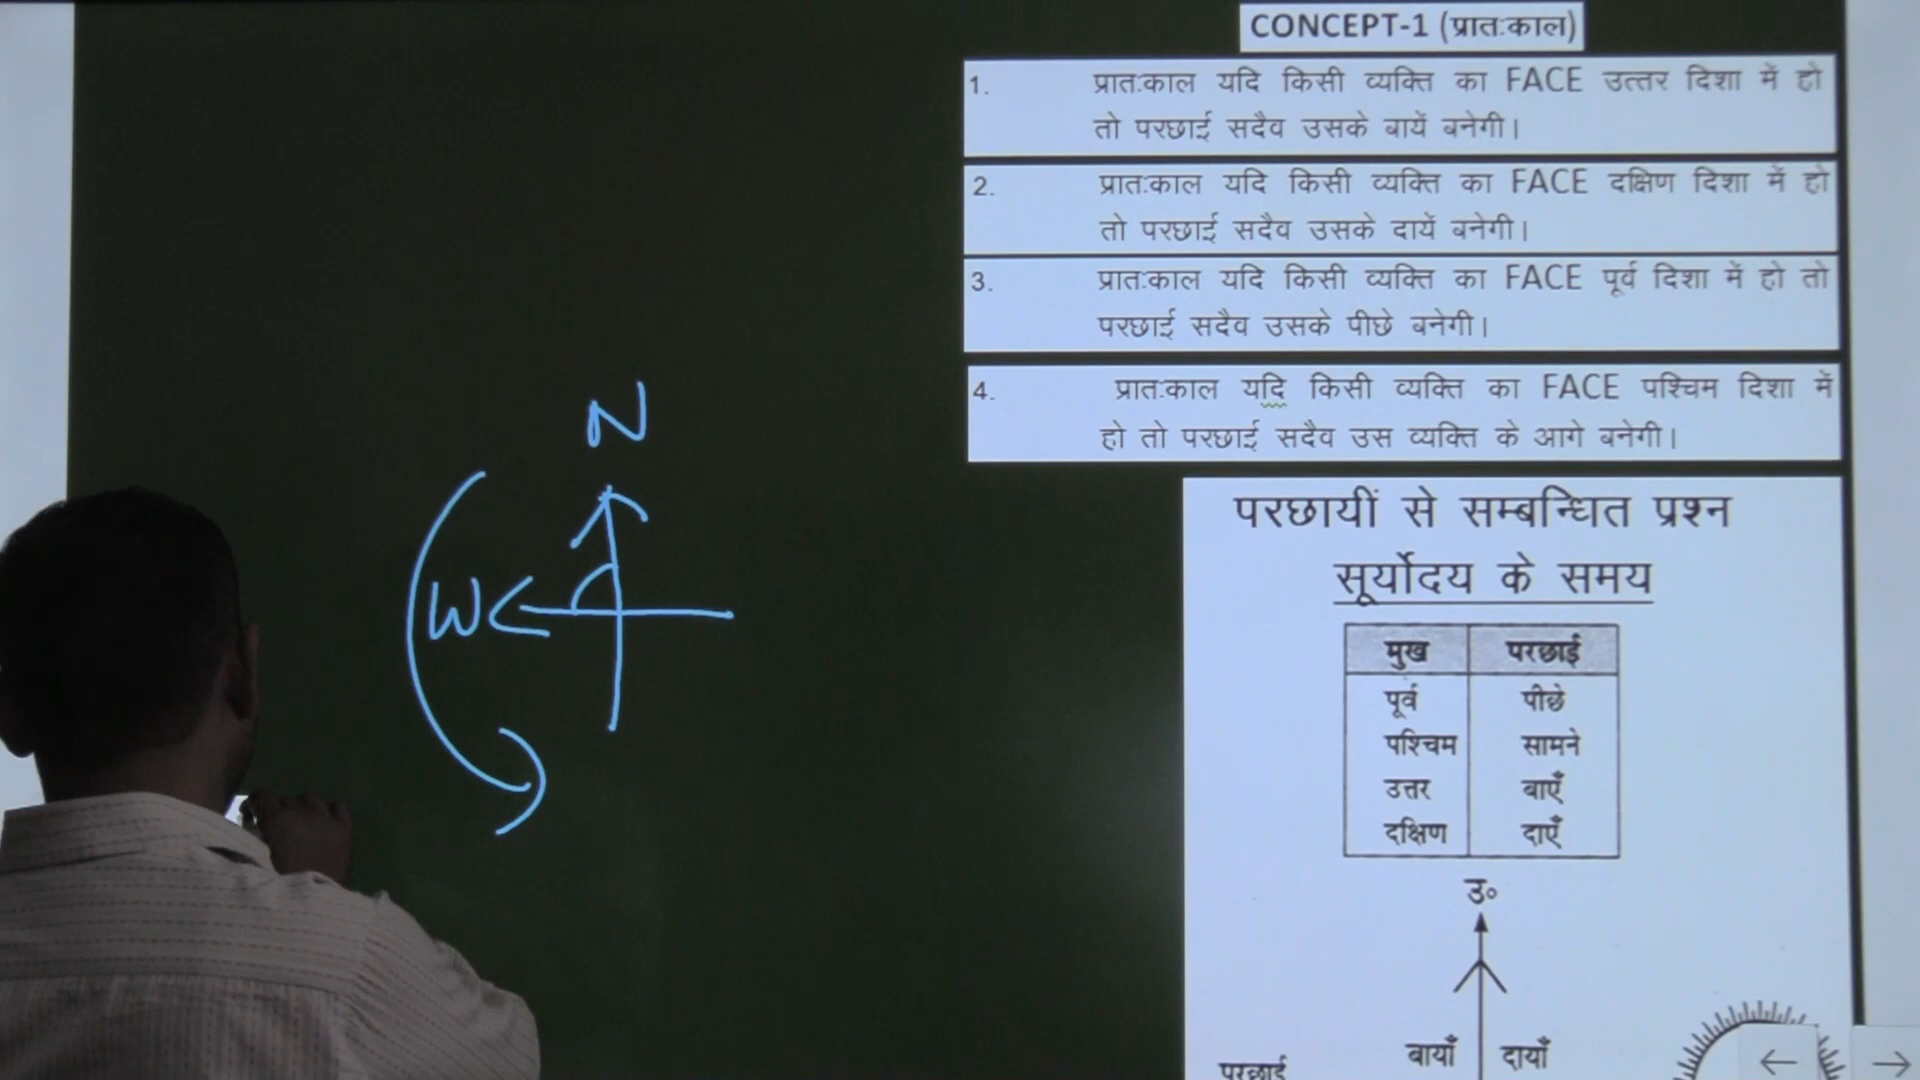 CONCEPT-1 (प्रातःकाल)
1. प्रातःकाल यदि किसी व्यक्ति का FACE उत्तर दिशा में हो
तो परछाई सदैव उसके बायें बनेगी।
2. प्रातःकाल यदि किसी व्यक्ति का FACE दक्षिण दिशा में हो
तो परछाई सदैव उसके दायें बनेगी।
3. प्रातःकाल यदि किसी व्यक्ति का FACE पूर्व दिशा में हो तो
परछाई सदैव उसके पीछे बनेगी।
4. प्रातःकाल यदि किसी व्यक्ति का FACE पश्चिम दिशा में
हो तो परछाई सदैव उस व्यक्ति के आगे बनेगी।
N
W
परछायीं से सम्बन्धित प्रश्न
सूर्योदय के समय
मुख परछाई
पूर्व पीछे
पश्चिम सामने
उत्तर बाएँ
दक्षिण दाएँ
उ०
बायाँ दायाँ
परछाई